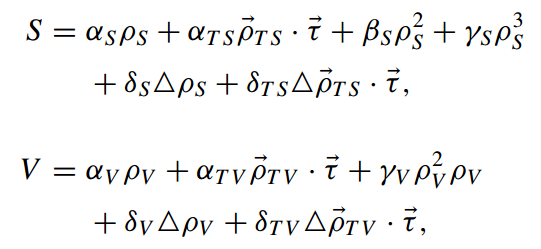 S = α_S ρ_S + α_{TS} \vec{ρ}_{TS} · \vec{τ} + β_S ρ_S^2 + γ_S ρ_S^3
+ δ_S △ρ_S + δ_{TS} △\vec{ρ}_{TS} · \vec{τ},
V = α_V ρ_V + α_{TV} \vec{ρ}_{TV} · \vec{τ} + γ_V ρ_V^2 ρ_V
+ δ_V △ρ_V + δ_{TV} △\vec{ρ}_{TV} · \vec{τ},